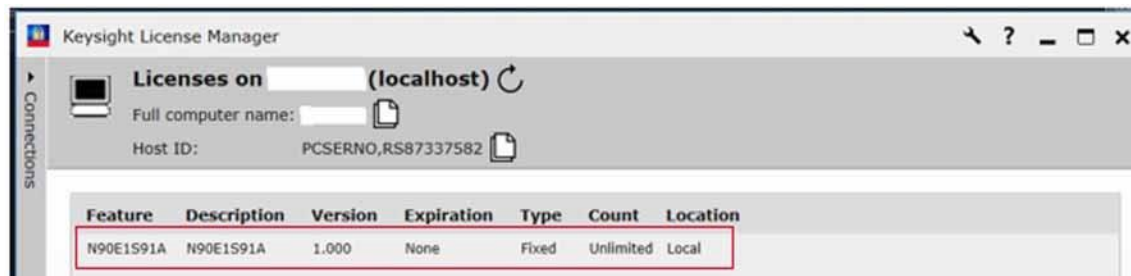 Keysight License Manager ?
Connections
Licenses on (localhost)
Full computer name:
Host ID: PCSERNO,RS87337582
Feature Description Version Expiration Type Count Location
N90E1S91A N90E1S91A 1.000 None Fixed Unlimited Local